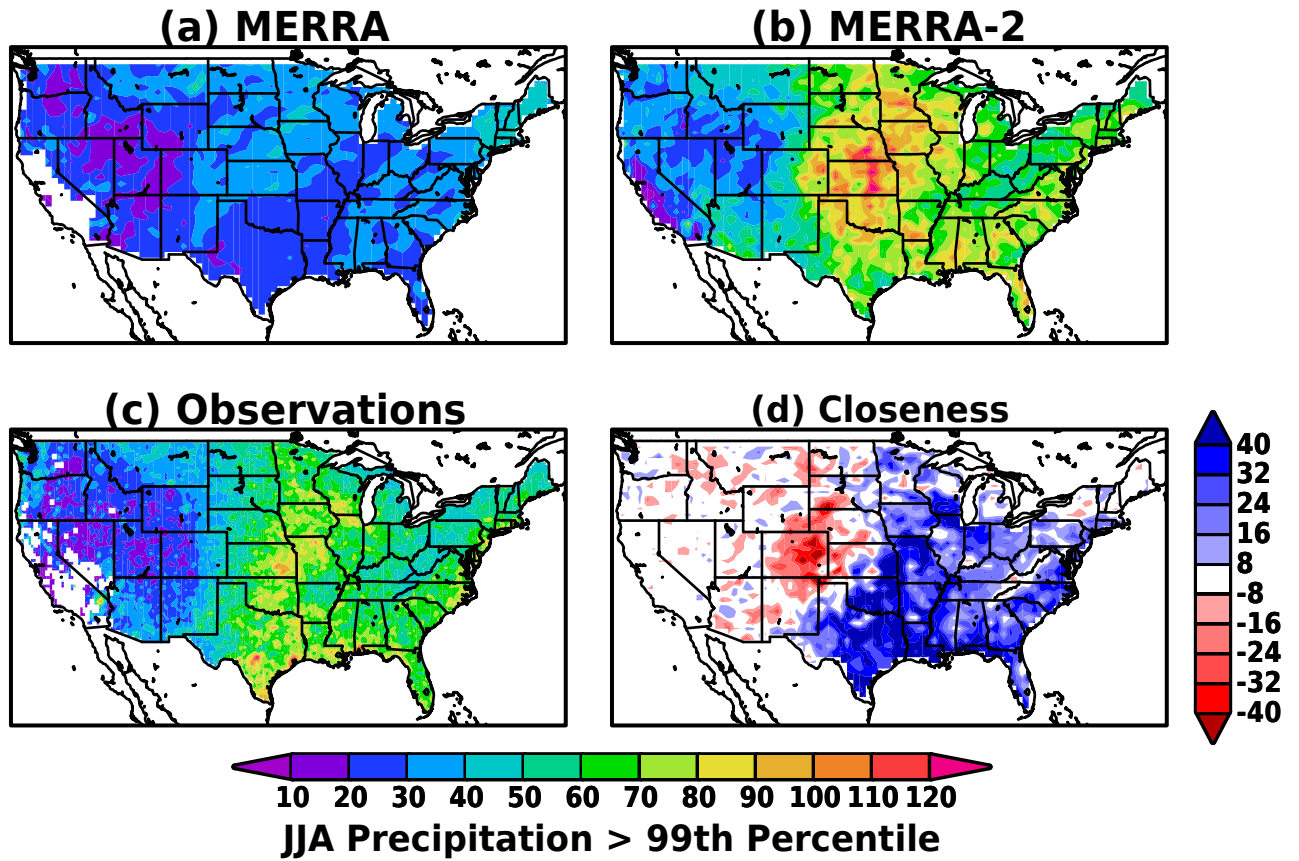 (a) MERRA
(b) MERRA-2
(c) Observations
(d) Closeness
40
32
24
16
8
-8
-16
-24
-32
-40
10 20 30 40 50 60 70 80 90 100 110 120
JJA Precipitation > 99th Percentile